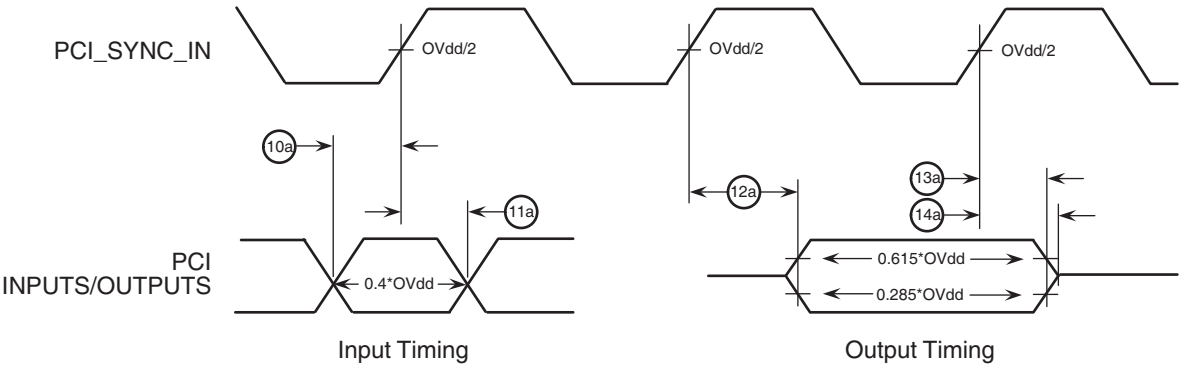 PCI_SYNC_IN
OVdd/2
OVdd/2
OVdd/2
10a
11a
12a
13a
14a
PCI
INPUTS/OUTPUTS
0.4*OVdd
0.615*OVdd
0.285*OVdd
Input Timing
Output Timing